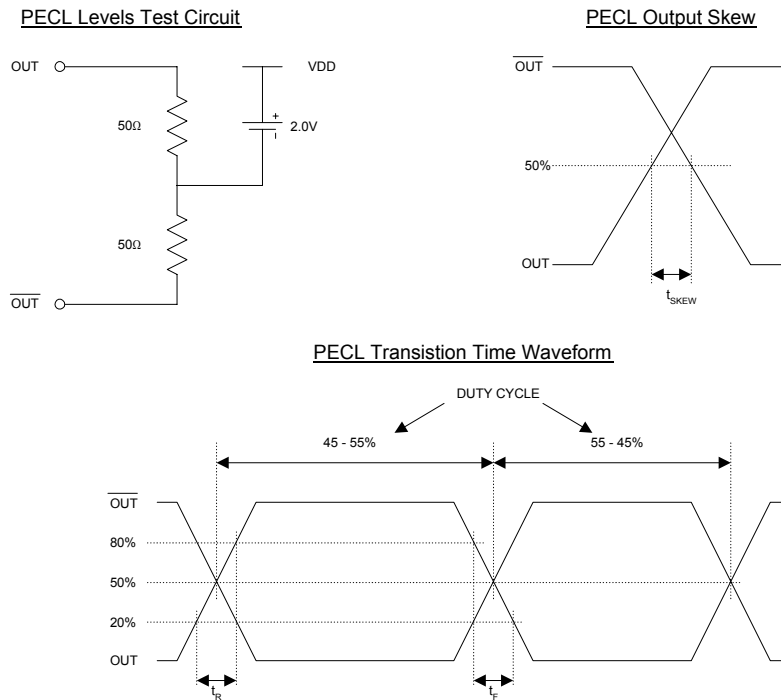 PECL Levels Test Circuit
PECL Output Skew
OUT
VDD
50Ω
+
-
2.0V
50Ω
OUT
OUT
50%
OUT
tSKEW
PECL Transistion Time Waveform
DUTY CYCLE
45 - 55%
55 - 45%
OUT
80%
50%
20%
OUT
tR
tF